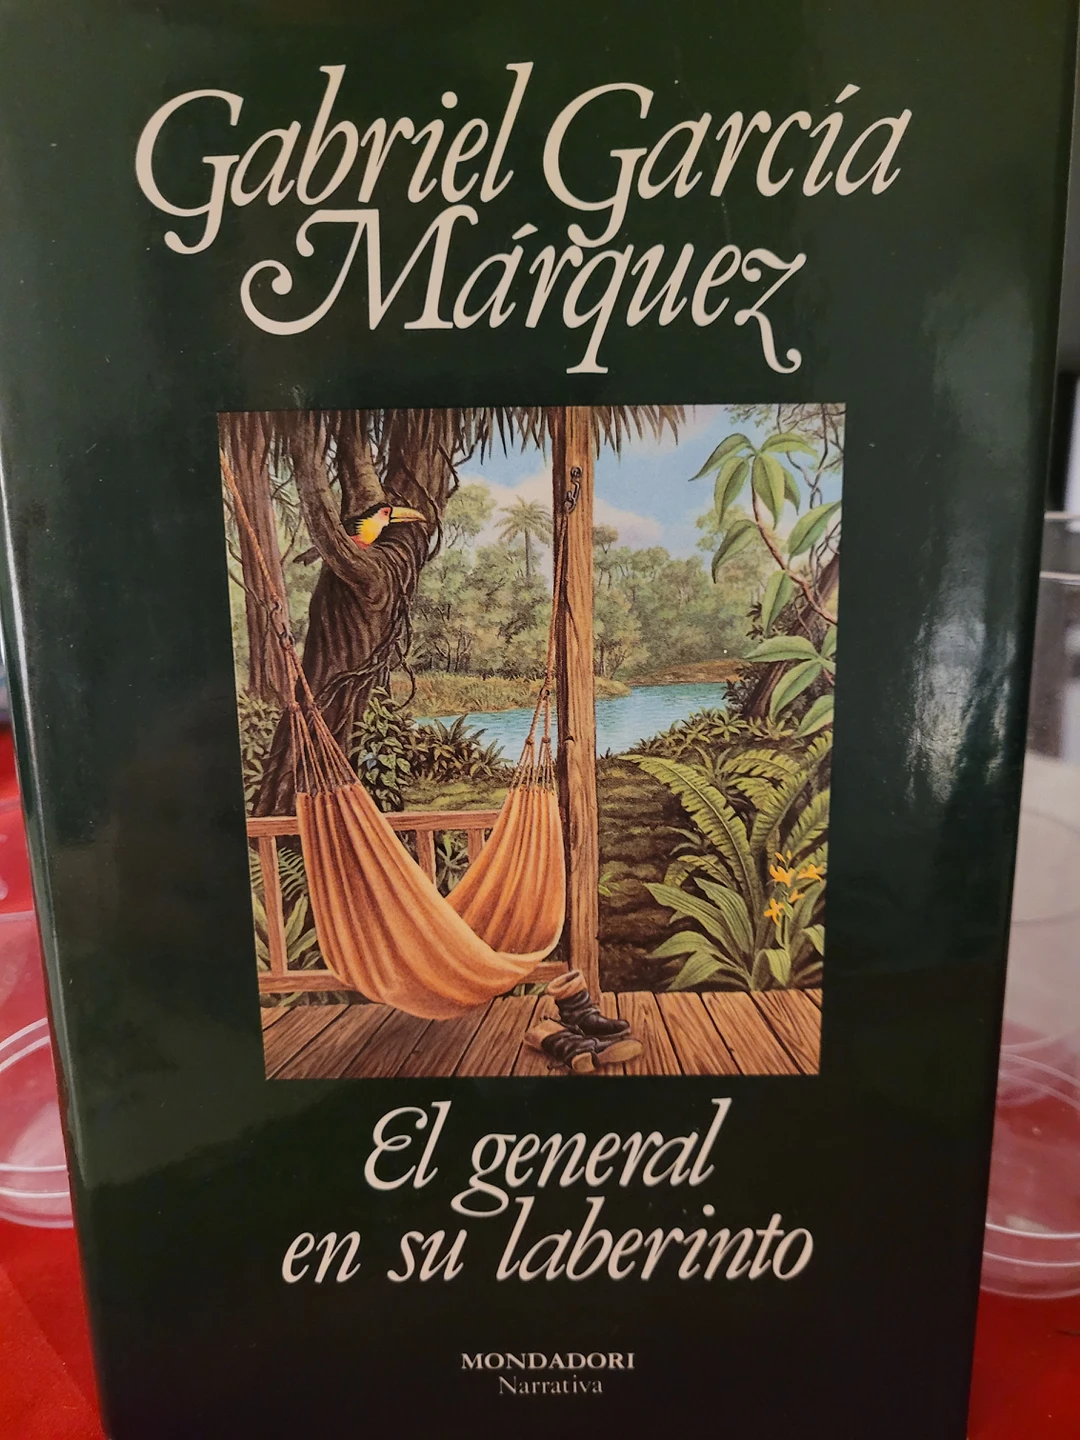 Gabriel García
Márquez
El general
en su laberinto
MONDADORI
Narrativa